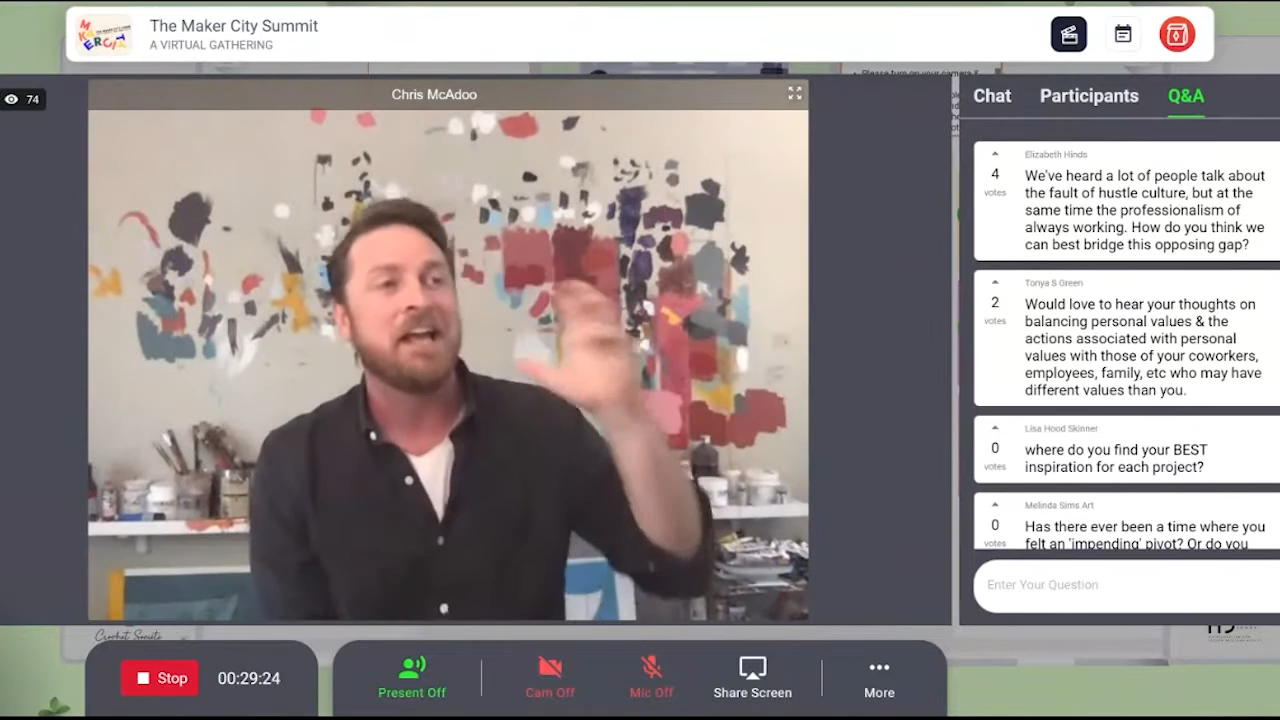 The Maker City Summit
A VIRTUAL GATHERING
Please turn on your camera if
74
Chris McAdoo
Chat
Participants
Q&A
Elizabeth Hinds
4
votes
We've heard a lot of people talk about
the fault of hustle culture, but at the
same time the professionalism of
always working. How do you think we
can best bridge this opposing gap?
Tonya S Green
2
votes
Would love to hear your thoughts on
balancing personal values & the
actions associated with personal
values with those of your coworkers,
employees, family, etc who may have
different values than you.
Lisa Hood Skinner
0
votes
where do you find your BEST
inspiration for each project?
Melinda Sims Art
0
votes
Has there ever been a time where you
felt an 'impending' pivot? Or do you
Enter Your Question
Stop
00:29:24
Present Off
Cam Off
Mic Off
Share Screen
More